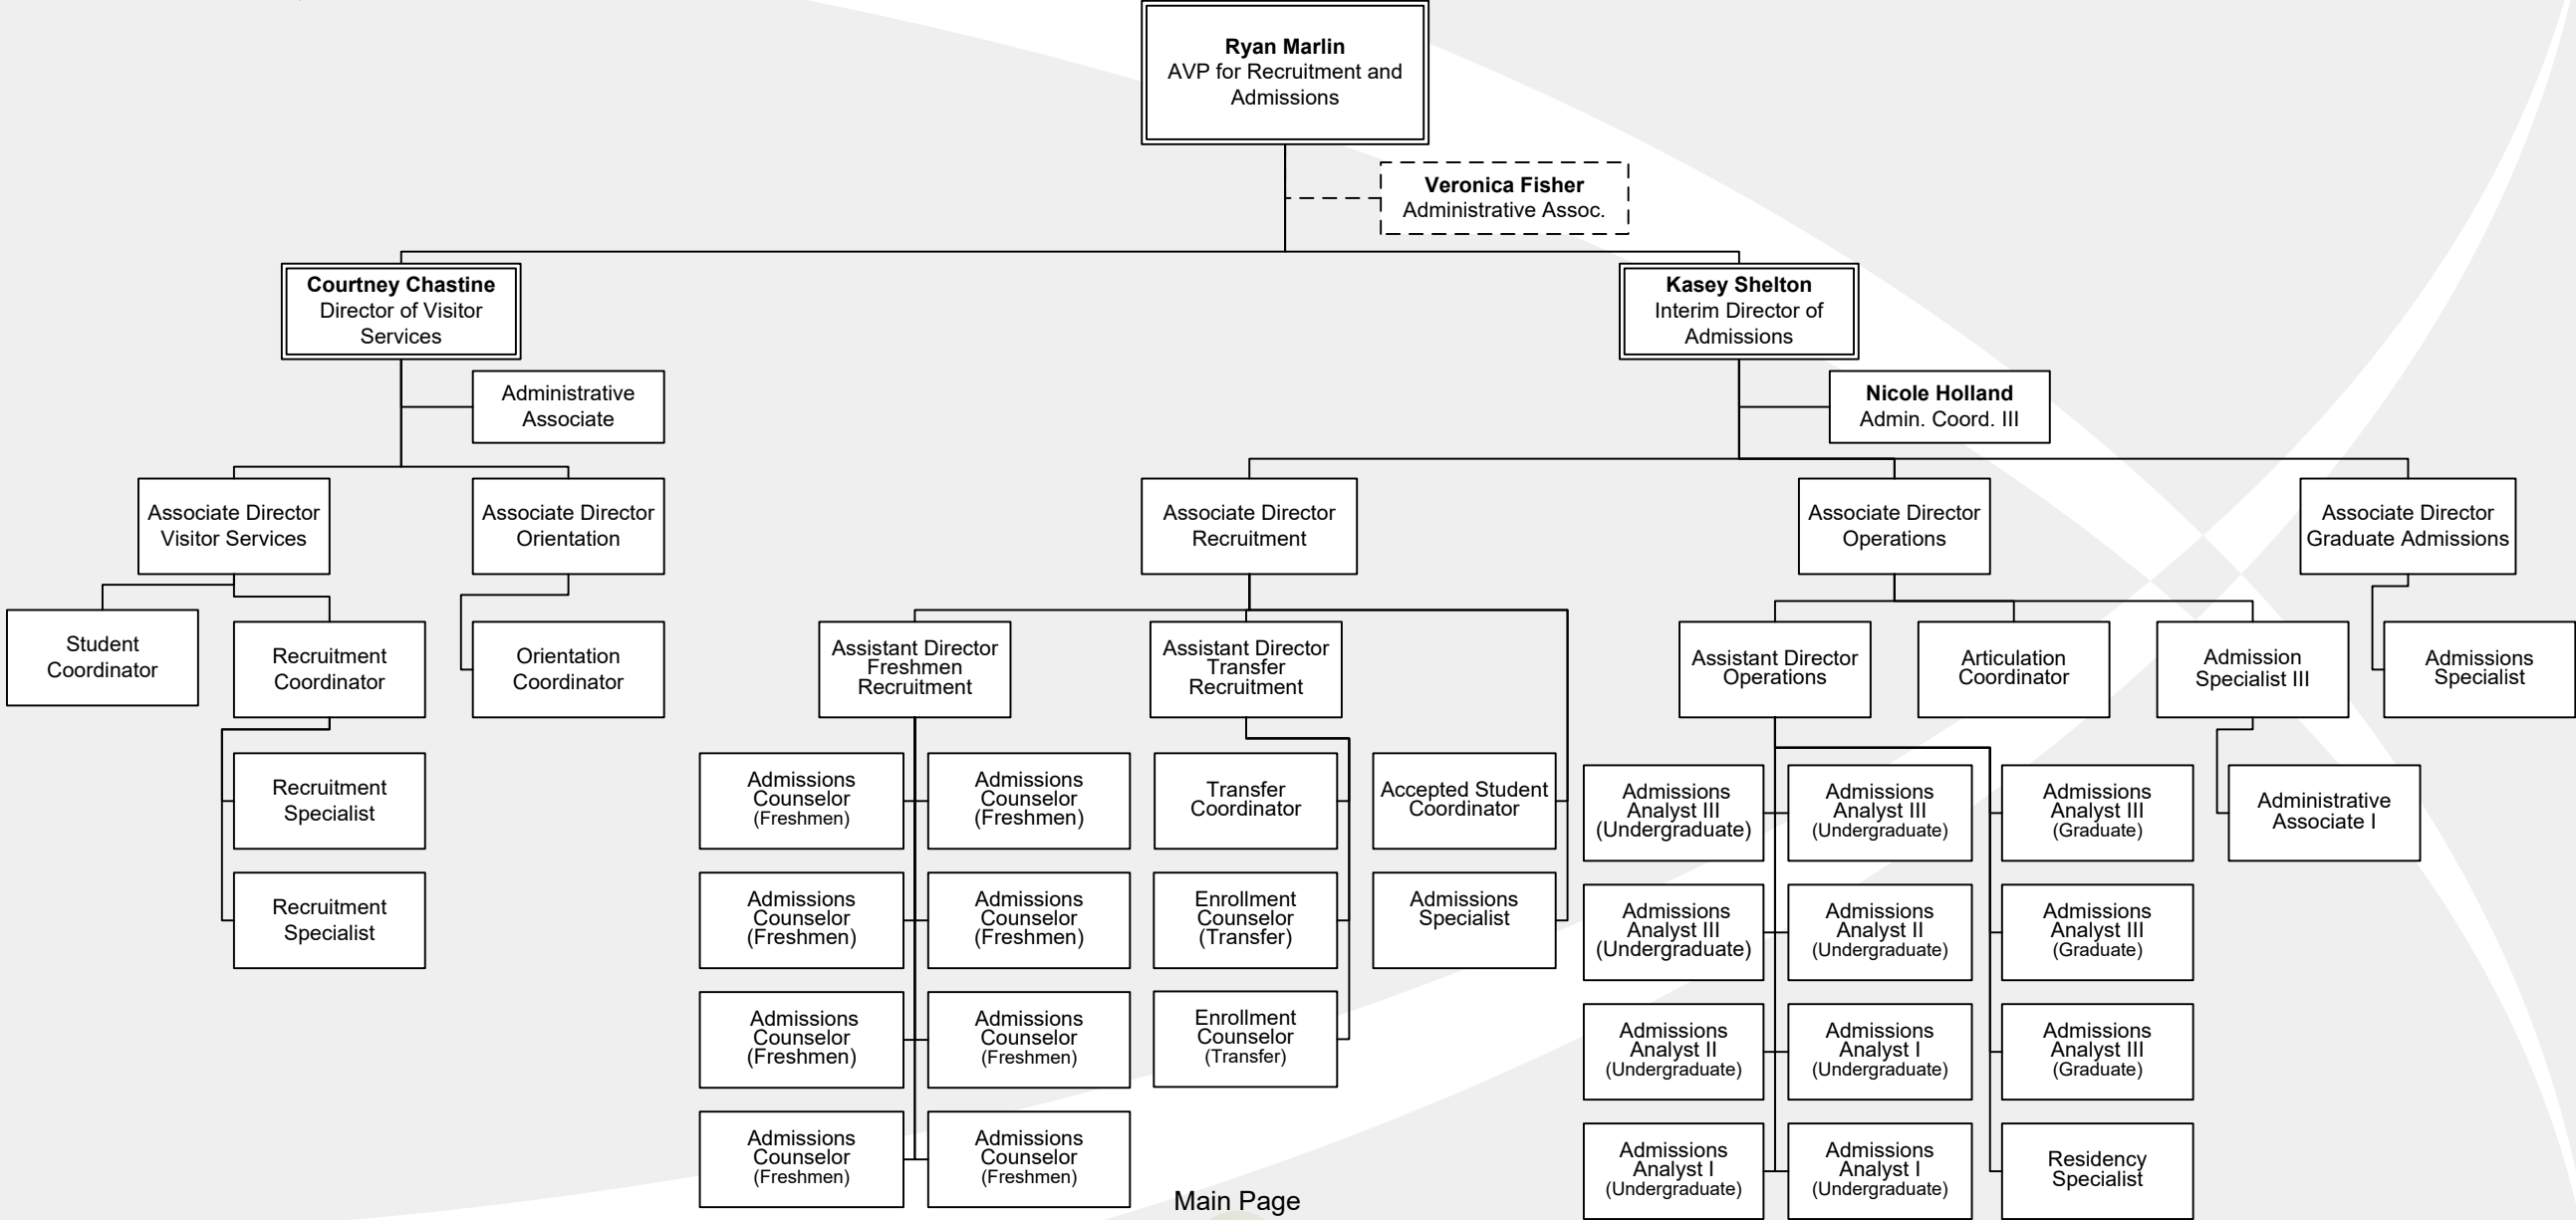 Ryan Marlin
AVP for Recruitment and
Admissions
Veronica Fisher
Administrative Assoc.
Courtney Chastine
Director of Visitor
Services
Kasey Shelton
Interim Director of
Admissions
Administrative
Associate
Nicole Holland
Admin. Coord. III
Associate Director
Visitor Services
Associate Director
Orientation
Associate Director
Recruitment
Associate Director
Operations
Associate Director
Graduate Admissions
Student
Coordinator
Recruitment
Coordinator
Orientation
Coordinator
Assistant Director
Freshmen
Recruitment
Assistant Director
Transfer
Recruitment
Assistant Director
Operations
Articulation
Coordinator
Admission
Specialist III
Admissions
Specialist
Recruitment
Specialist
Admissions
Counselor
(Freshmen)
Admissions
Counselor
(Freshmen)
Transfer
Coordinator
Accepted Student
Coordinator
Admissions
Analyst III
(Undergraduate)
Admissions
Analyst III
(Undergraduate)
Admissions
Analyst III
(Graduate)
Administrative
Associate I
Recruitment
Specialist
Admissions
Counselor
(Freshmen)
Admissions
Counselor
(Freshmen)
Enrollment
Counselor
(Transfer)
Admissions
Specialist
Admissions
Analyst III
(Undergraduate)
Admissions
Analyst II
(Undergraduate)
Admissions
Analyst III
(Graduate)
Admissions
Counselor
(Freshmen)
Admissions
Counselor
(Freshmen)
Enrollment
Counselor
(Transfer)
Admissions
Analyst II
(Undergraduate)
Admissions
Analyst I
(Undergraduate)
Admissions
Analyst III
(Graduate)
Admissions
Counselor
(Freshmen)
Admissions
Counselor
(Freshmen)
Admissions
Analyst I
(Undergraduate)
Admissions
Analyst I
(Undergraduate)
Residency
Specialist
Main Page